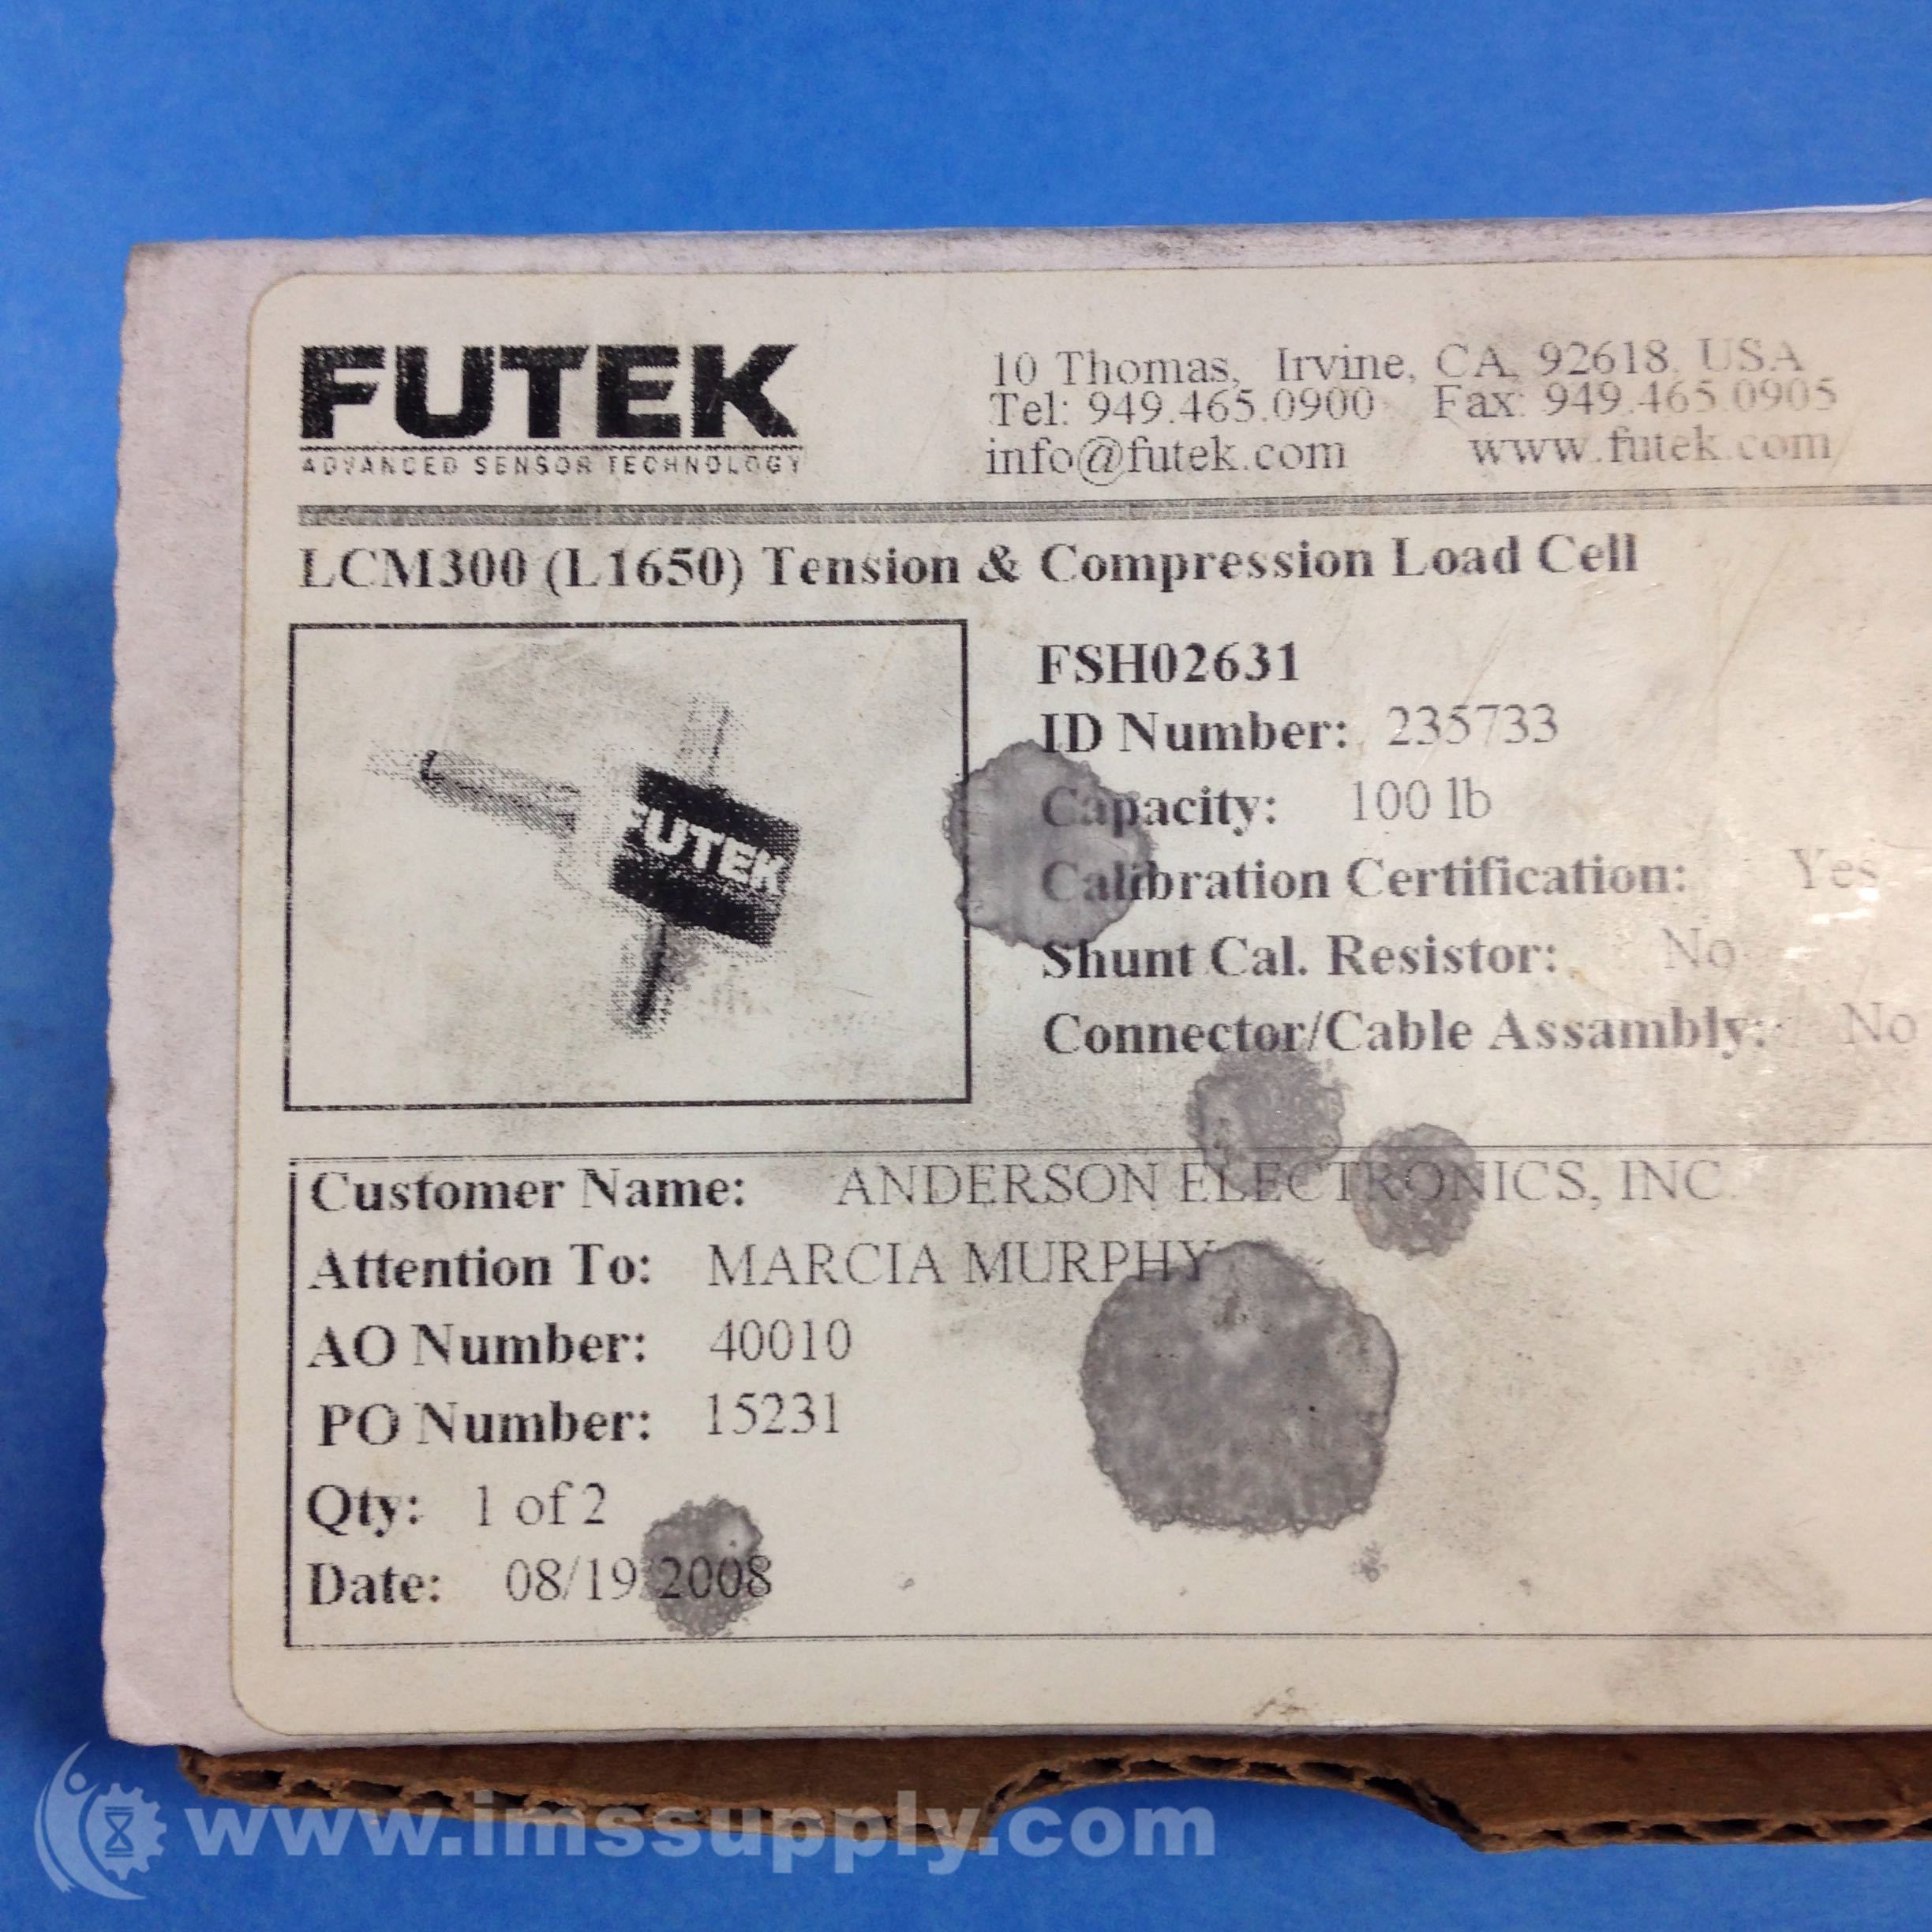 FUTEK
ADVANCED SENSOR TECHNOLOGY
10 Thomas, Irvine, CA, 92618, USA
Tel: 949.465.0900 Fax: 949.465.0905
info@futek.com www.futek.com
LCM300 (L1650) Tension & Compression Load Cell
FUTEK
FSH02631
ID Number: 235733
Capacity: 100 lb
Calibration Certification: Yes
Shunt Cal. Resistor: No
Connector/Cable Assambly: No
Customer Name: ANDERSON ELECTRONICS, INC.
Attention To: MARCIA MURPHY
AO Number: 40010
PO Number: 15231
Qty: 1 of 2
Date: 08/19/2008
www.imssupply.com